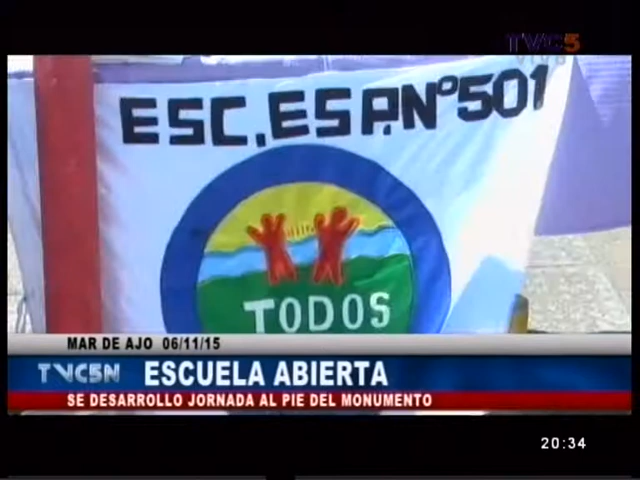 TVC5
VIVO
ESC.ESP.Nº501
TODOS
MAR DE AJO 06/11/15
TVC5N
ESCUELA ABIERTA
SE DESARROLLO JORNADA AL PIE DEL MONUMENTO
20:34